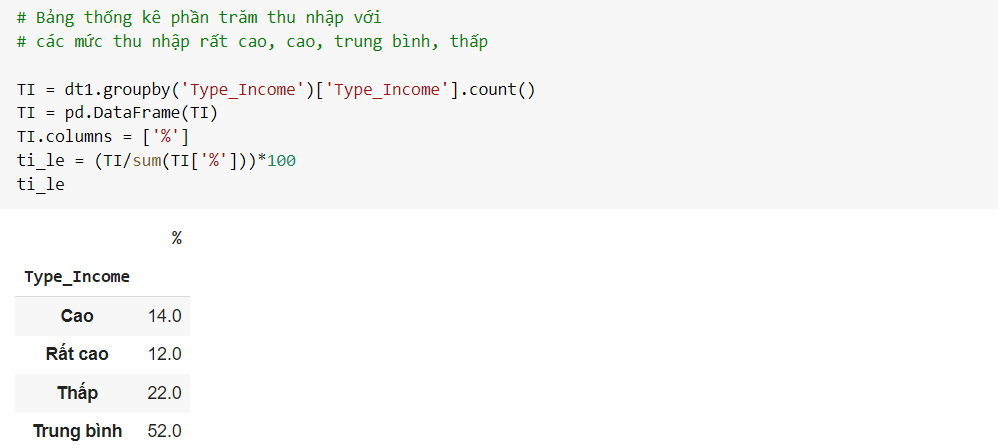 # Bảng thống kê phần trăm thu nhập với
# các mức thu nhập rất cao, cao, trung bình, thấp
TI = dt1.groupby('Type_Income')['Type_Income'].count()
TI = pd.DataFrame(TI)
TI.columns = ['%']
ti_le = (TI/sum(TI['%']))*100
ti_le
%
Type_Income
Cao 14.0
Rất cao 12.0
Thấp 22.0
Trung bình 52.0